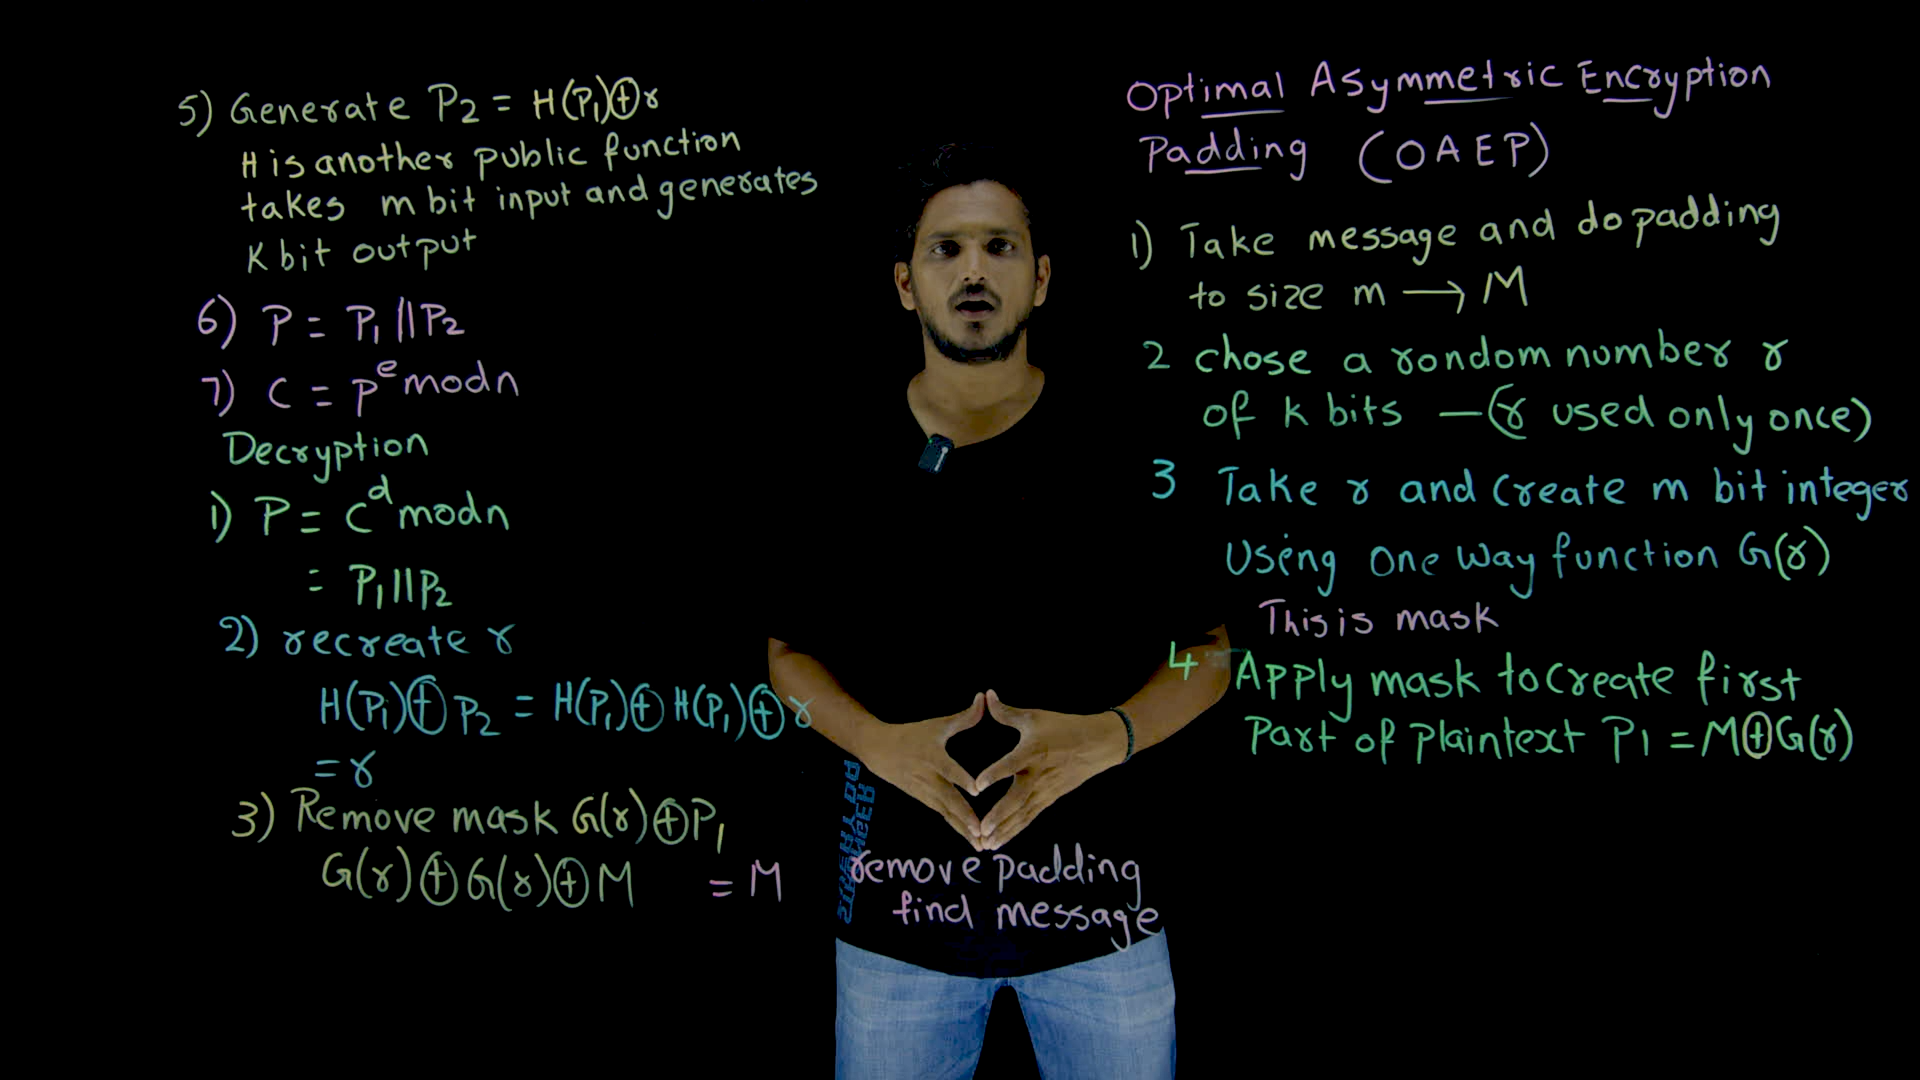 Optimal Asymmetric Encryption
Padding (OAEP)
1) Take message and do padding
to size m → M
2 chose a rondom number r
of k bits — (r used only once)
3 Take r and Create m bit integer
Using One Way function G(r)
This is mask
4 Apply mask to create first
Part of plaintext P1 = M⊕G(r)
5) Generate P2 = H(P1)⊕r
H is another public function
takes m bit input and generates
K bit output
6) P = P1 || P2
7) C = P^e mod n
Decryption
1) P = C^d mod n
= P1 || P2
2) recreate r
H(P1)⊕P2 = H(P1)⊕H(P1)⊕r
= r
3) Remove mask G(r)⊕P1
G(r)⊕G(r)⊕M = M
remove padding
find message